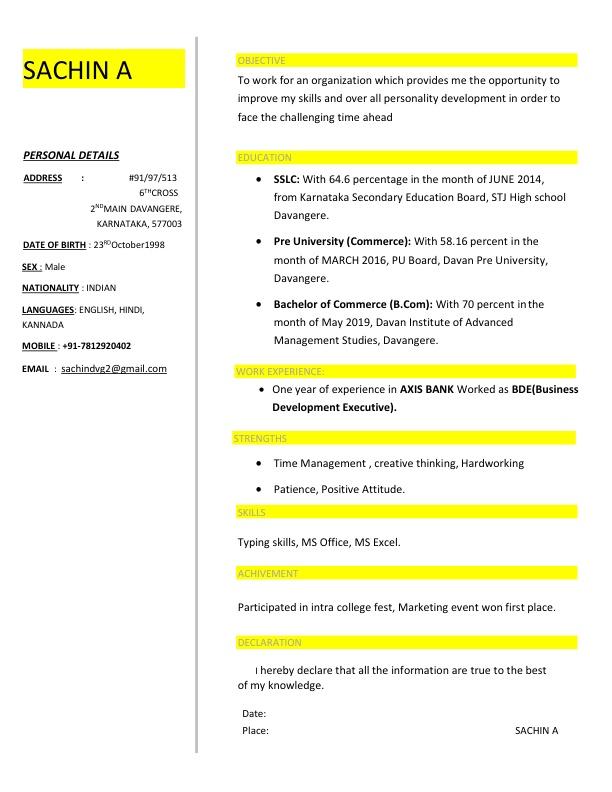 SACHIN A
PERSONAL DETAILS
ADDRESS : #91/97/513
6THCROSS
2NDMAIN DAVANGERE,
KARNATAKA, 577003
DATE OF BIRTH : 23RDOctober1998
SEX : Male
NATIONALITY : INDIAN
LANGUAGES: ENGLISH, HINDI,
KANNADA
MOBILE : +91-7812920402
EMAIL : sachindvg2@gmail.com
OBJECTIVE
To work for an organization which provides me the opportunity to
improve my skills and over all personality development in order to
face the challenging time ahead
EDUCATION
• SSLC: With 64.6 percentage in the month of JUNE 2014,
from Karnataka Secondary Education Board, STJ High school
Davangere.
• Pre University (Commerce): With 58.16 percent in the
month of MARCH 2016, PU Board, Davan Pre University,
Davangere.
• Bachelor of Commerce (B.Com): With 70 percent in the
month of May 2019, Davan Institute of Advanced
Management Studies, Davangere.
WORK EXPERIENCE:
• One year of experience in AXIS BANK Worked as BDE(Business
Development Executive).
STRENGTHS
• Time Management , creative thinking, Hardworking
• Patience, Positive Attitude.
SKILLS
Typing skills, MS Office, MS Excel.
ACHIVEMENT
Participated in intra college fest, Marketing event won first place.
DECLARATION
I hereby declare that all the information are true to the best
of my knowledge.
Date:
Place: SACHIN A